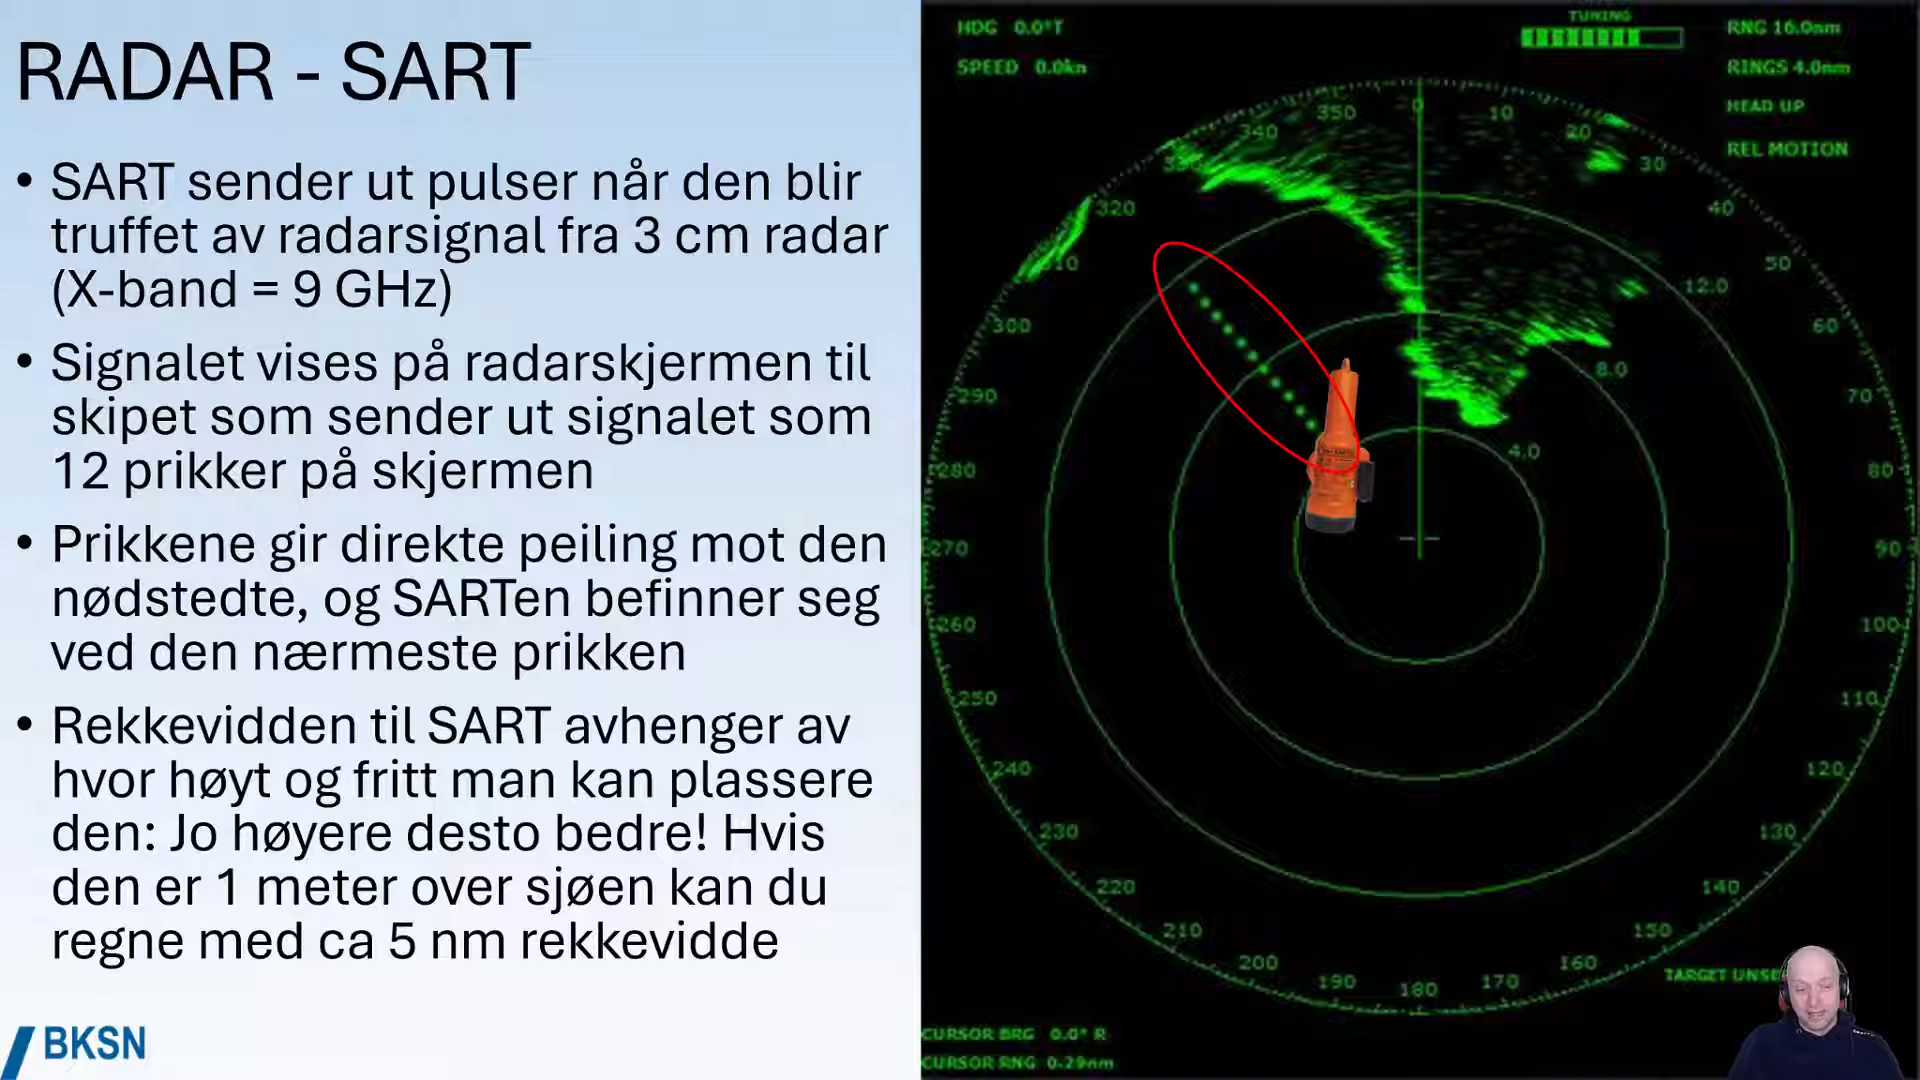 RADAR - SART
• SART sender ut pulser når den blir
truffet av radarsignal fra 3 cm radar
(X-band = 9 GHz)
• Signalet vises på radarskjermen til
skipet som sender ut signalet som
12 prikker på skjermen
• Prikkene gir direkte peiling mot den
nødstedte, og SARTen befinner seg
ved den nærmeste prikken
• Rekkevidden til SART avhenger av
hvor høyt og fritt man kan plassere
den: Jo høyere desto bedre! Hvis
den er 1 meter over sjøen kan du
regne med ca 5 nm rekkevidde
BKSN
HDG 0.0°T
SPEED 0.0kn
TUNING
RNG 16.0nm
RINGS 4.0nm
HEAD UP
REL MOTION
340 350 0 10 20 30
320 40
310 50
12.0
300 60
8.0
290 70
4.0
280 80
270 90
260 100
250 110
240 120
230 130
220 140
210 150
200 160
190 180 170
TARGET UNSE
CURSOR BRG 0.0° R
CURSOR RNG 0.29nm